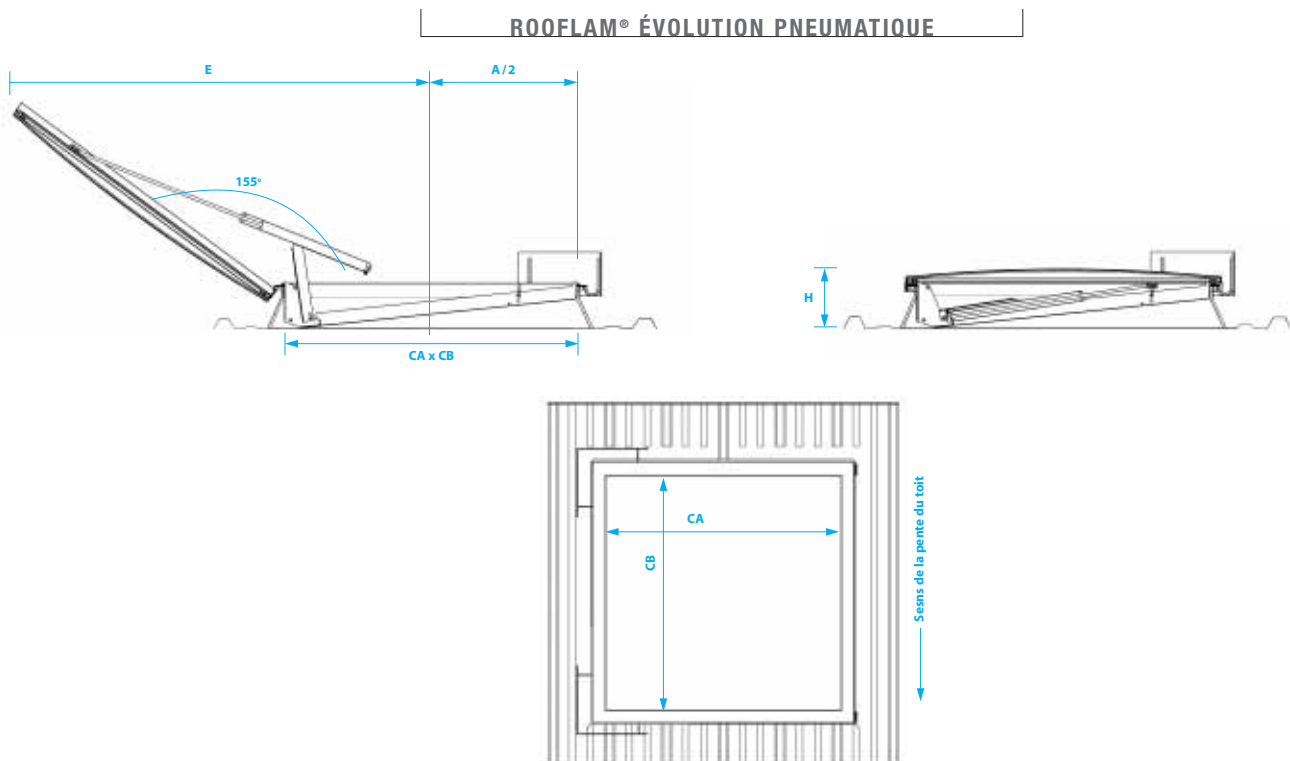 ROOFLAM® ÉVOLUTION PNEUMATIQUE
E
A / 2
155°
H
CA x CB
CA
CB
Sesns de la pente du toit